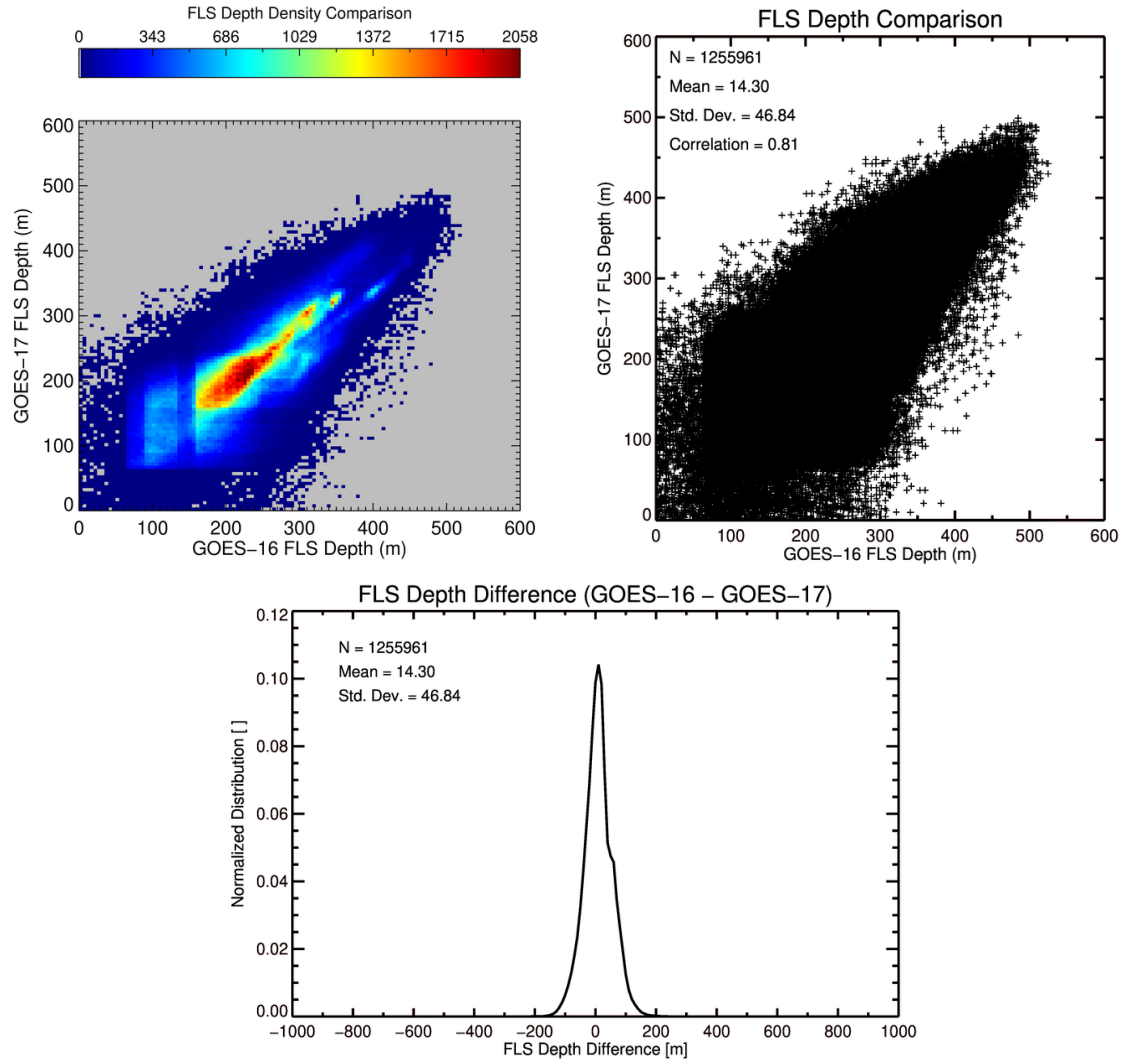 FLS Depth Density Comparison
0 343 686 1029 1372 1715 2058
600
500
400
300
200
100
0
GOES−17 FLS Depth (m)
0 100 200 300 400 500 600
GOES−16 FLS Depth (m)
FLS Depth Comparison
N = 1255961
Mean = 14.30
Std. Dev. = 46.84
Correlation = 0.81
600
500
400
300
200
100
0
GOES−17 FLS Depth (m)
0 100 200 300 400 500 600
GOES−16 FLS Depth (m)
FLS Depth Difference (GOES−16 − GOES−17)
N = 1255961
Mean = 14.30
Std. Dev. = 46.84
0.12
0.10
0.08
0.06
0.04
0.02
0.00
Normalized Distribution [ ]
−1000 −800 −600 −400 −200 0 200 400 600 800 1000
FLS Depth Difference [m]